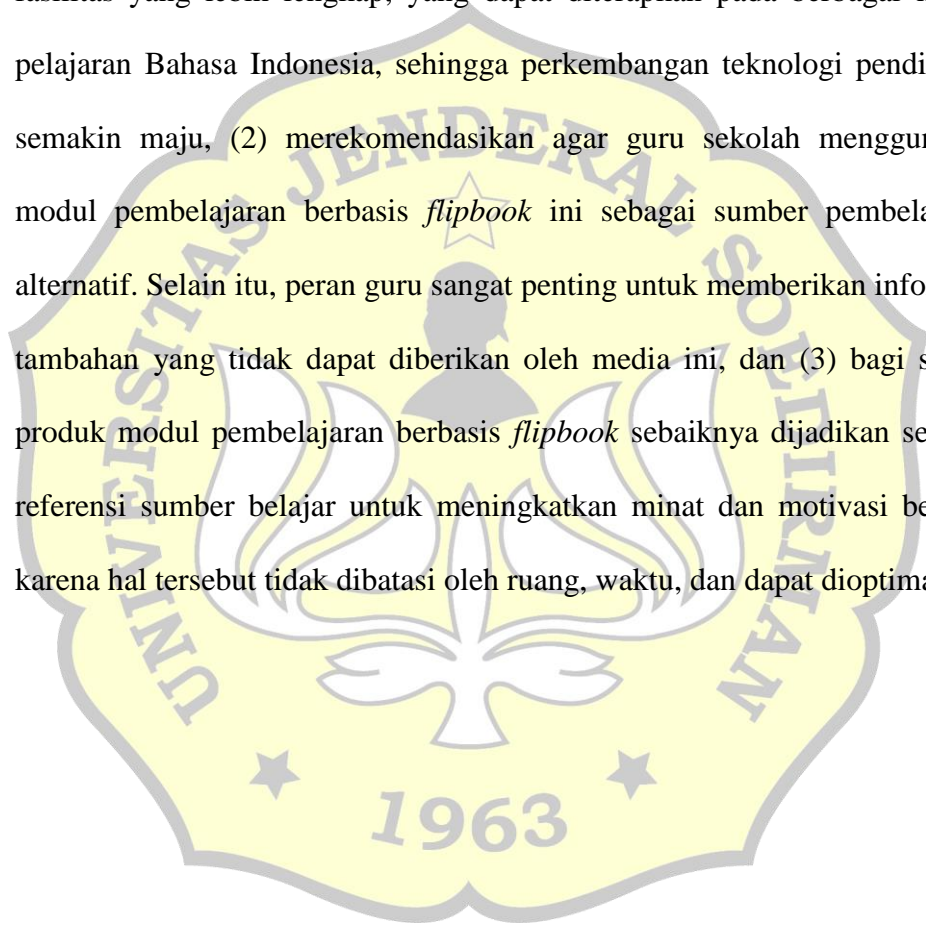 yang lebih lengkap, yang dapat diterapkan pada berbagai
pelajaran Bahasa Indonesia, sehingga perkembangan teknologi pendi
semakin maju, (2) merekomendasikan agar guru sekolah menggu
modul pembelajaran berbasis flipbook ini sebagai sumber pembela
alternatif. Selain itu, peran guru sangat penting untuk memberikan info
tambahan yang tidak dapat diberikan oleh media ini, dan (3) bagi s
produk modul pembelajaran berbasis flipbook sebaiknya dijadikan se
referensi sumber belajar untuk meningkatkan minat dan motivasi be
karena hal tersebut tidak dibatasi oleh ruang, waktu, dan dapat dioptima
UNIVERSITAS JENDERAL SOEDIRMAN
1963